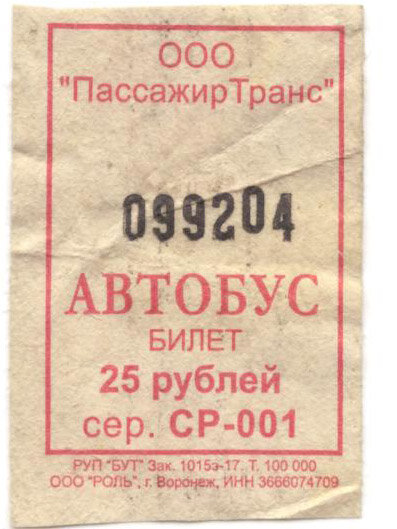 ООО
"ПассажирТранс"
099204
АВТОБУС
БИЛЕТ
25 рублей
сер. СР-001
РУП "БУТ" Зак. 1015з-17. Т. 100 000
ООО "РОЛЬ", г. Воронеж, ИНН 3666074709